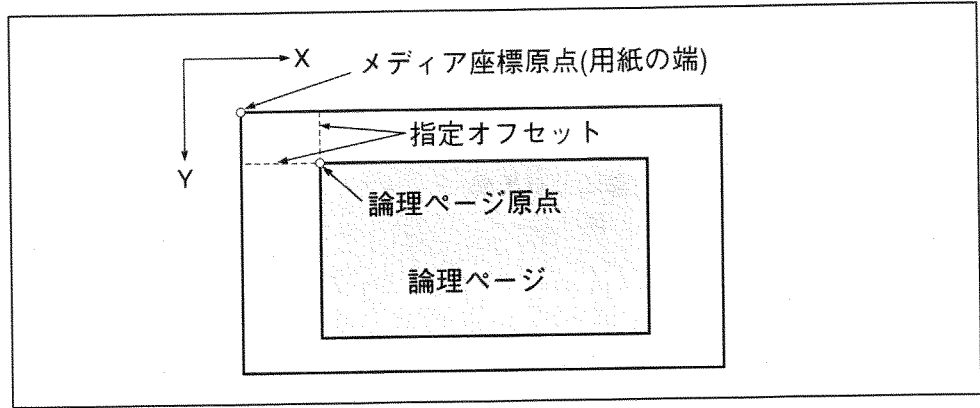 X
メディア座標原点(用紙の端)
指定オフセット
Y
論理ページ原点
論理ページ